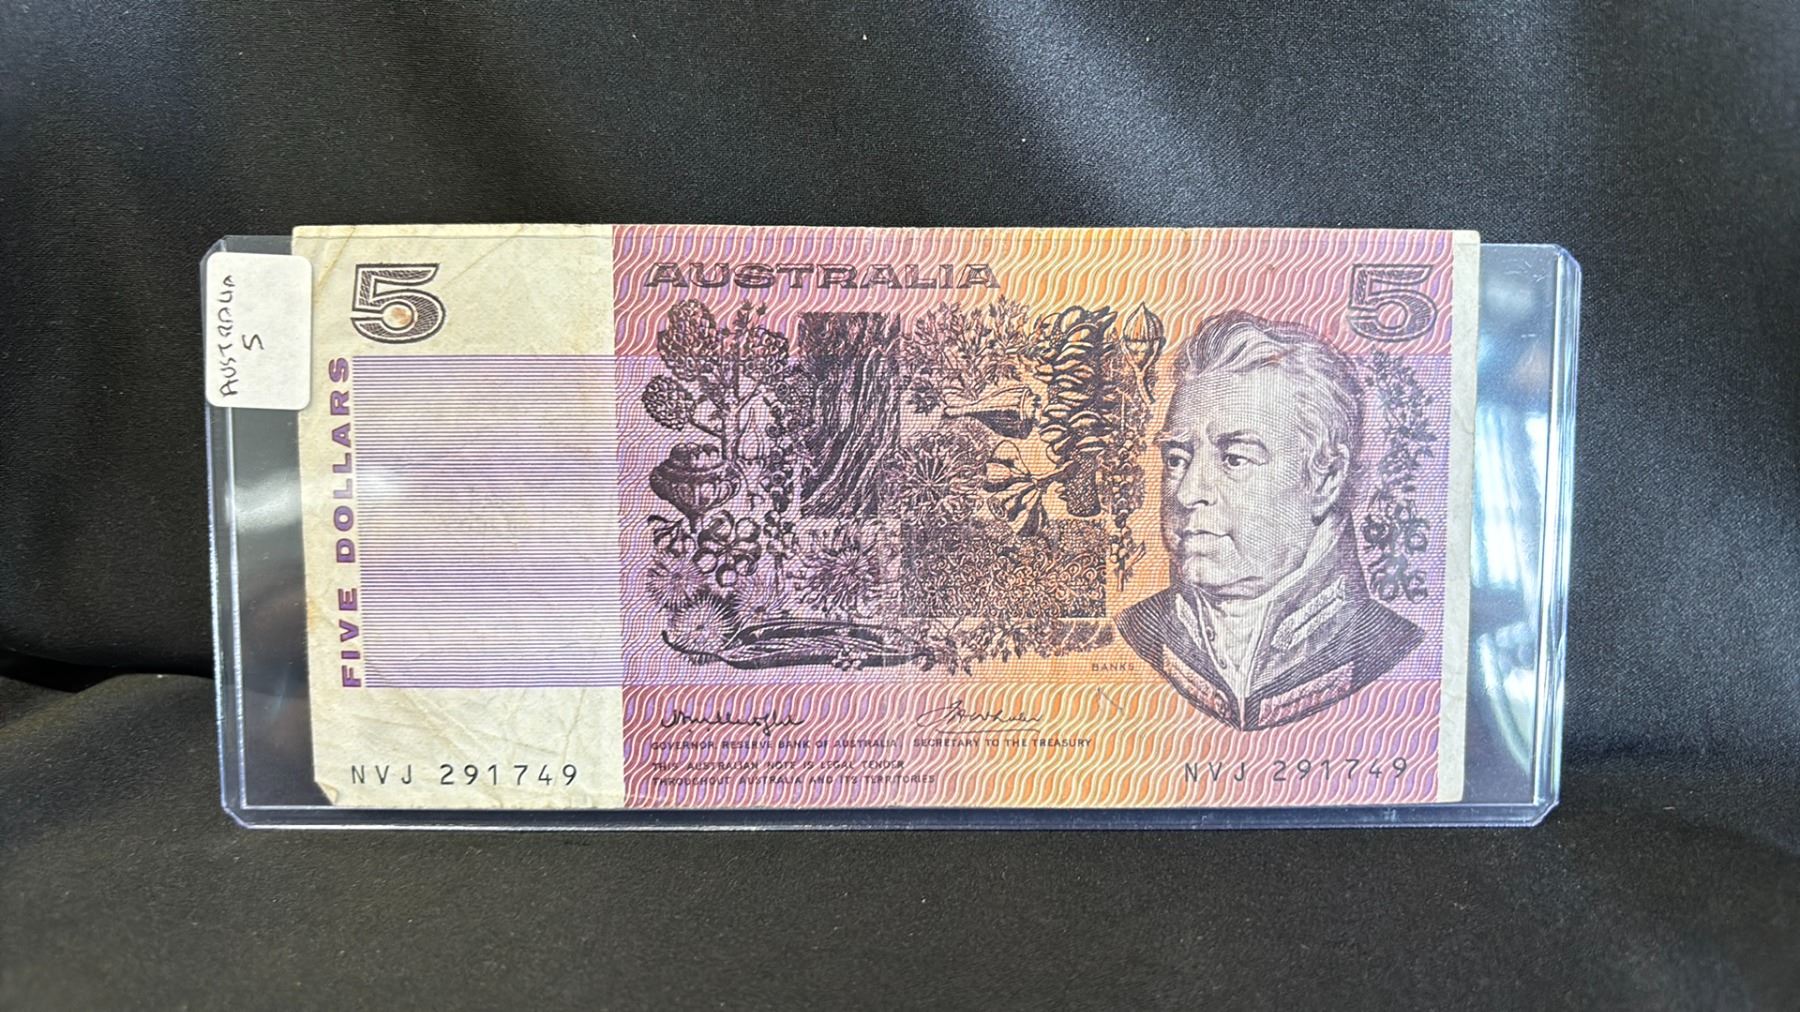 AUSTRALIA
5
5
AUSTRALIA
5
FIVE DOLLARS
BANKS
GOVERNOR, RESERVE BANK OF AUSTRALIA. SECRETARY TO THE TREASURY
THIS AUSTRALIAN NOTE IS LEGAL TENDER
THROUGHOUT AUSTRALIA AND ITS TERRITORIES
NVJ 291749
NVJ 291749